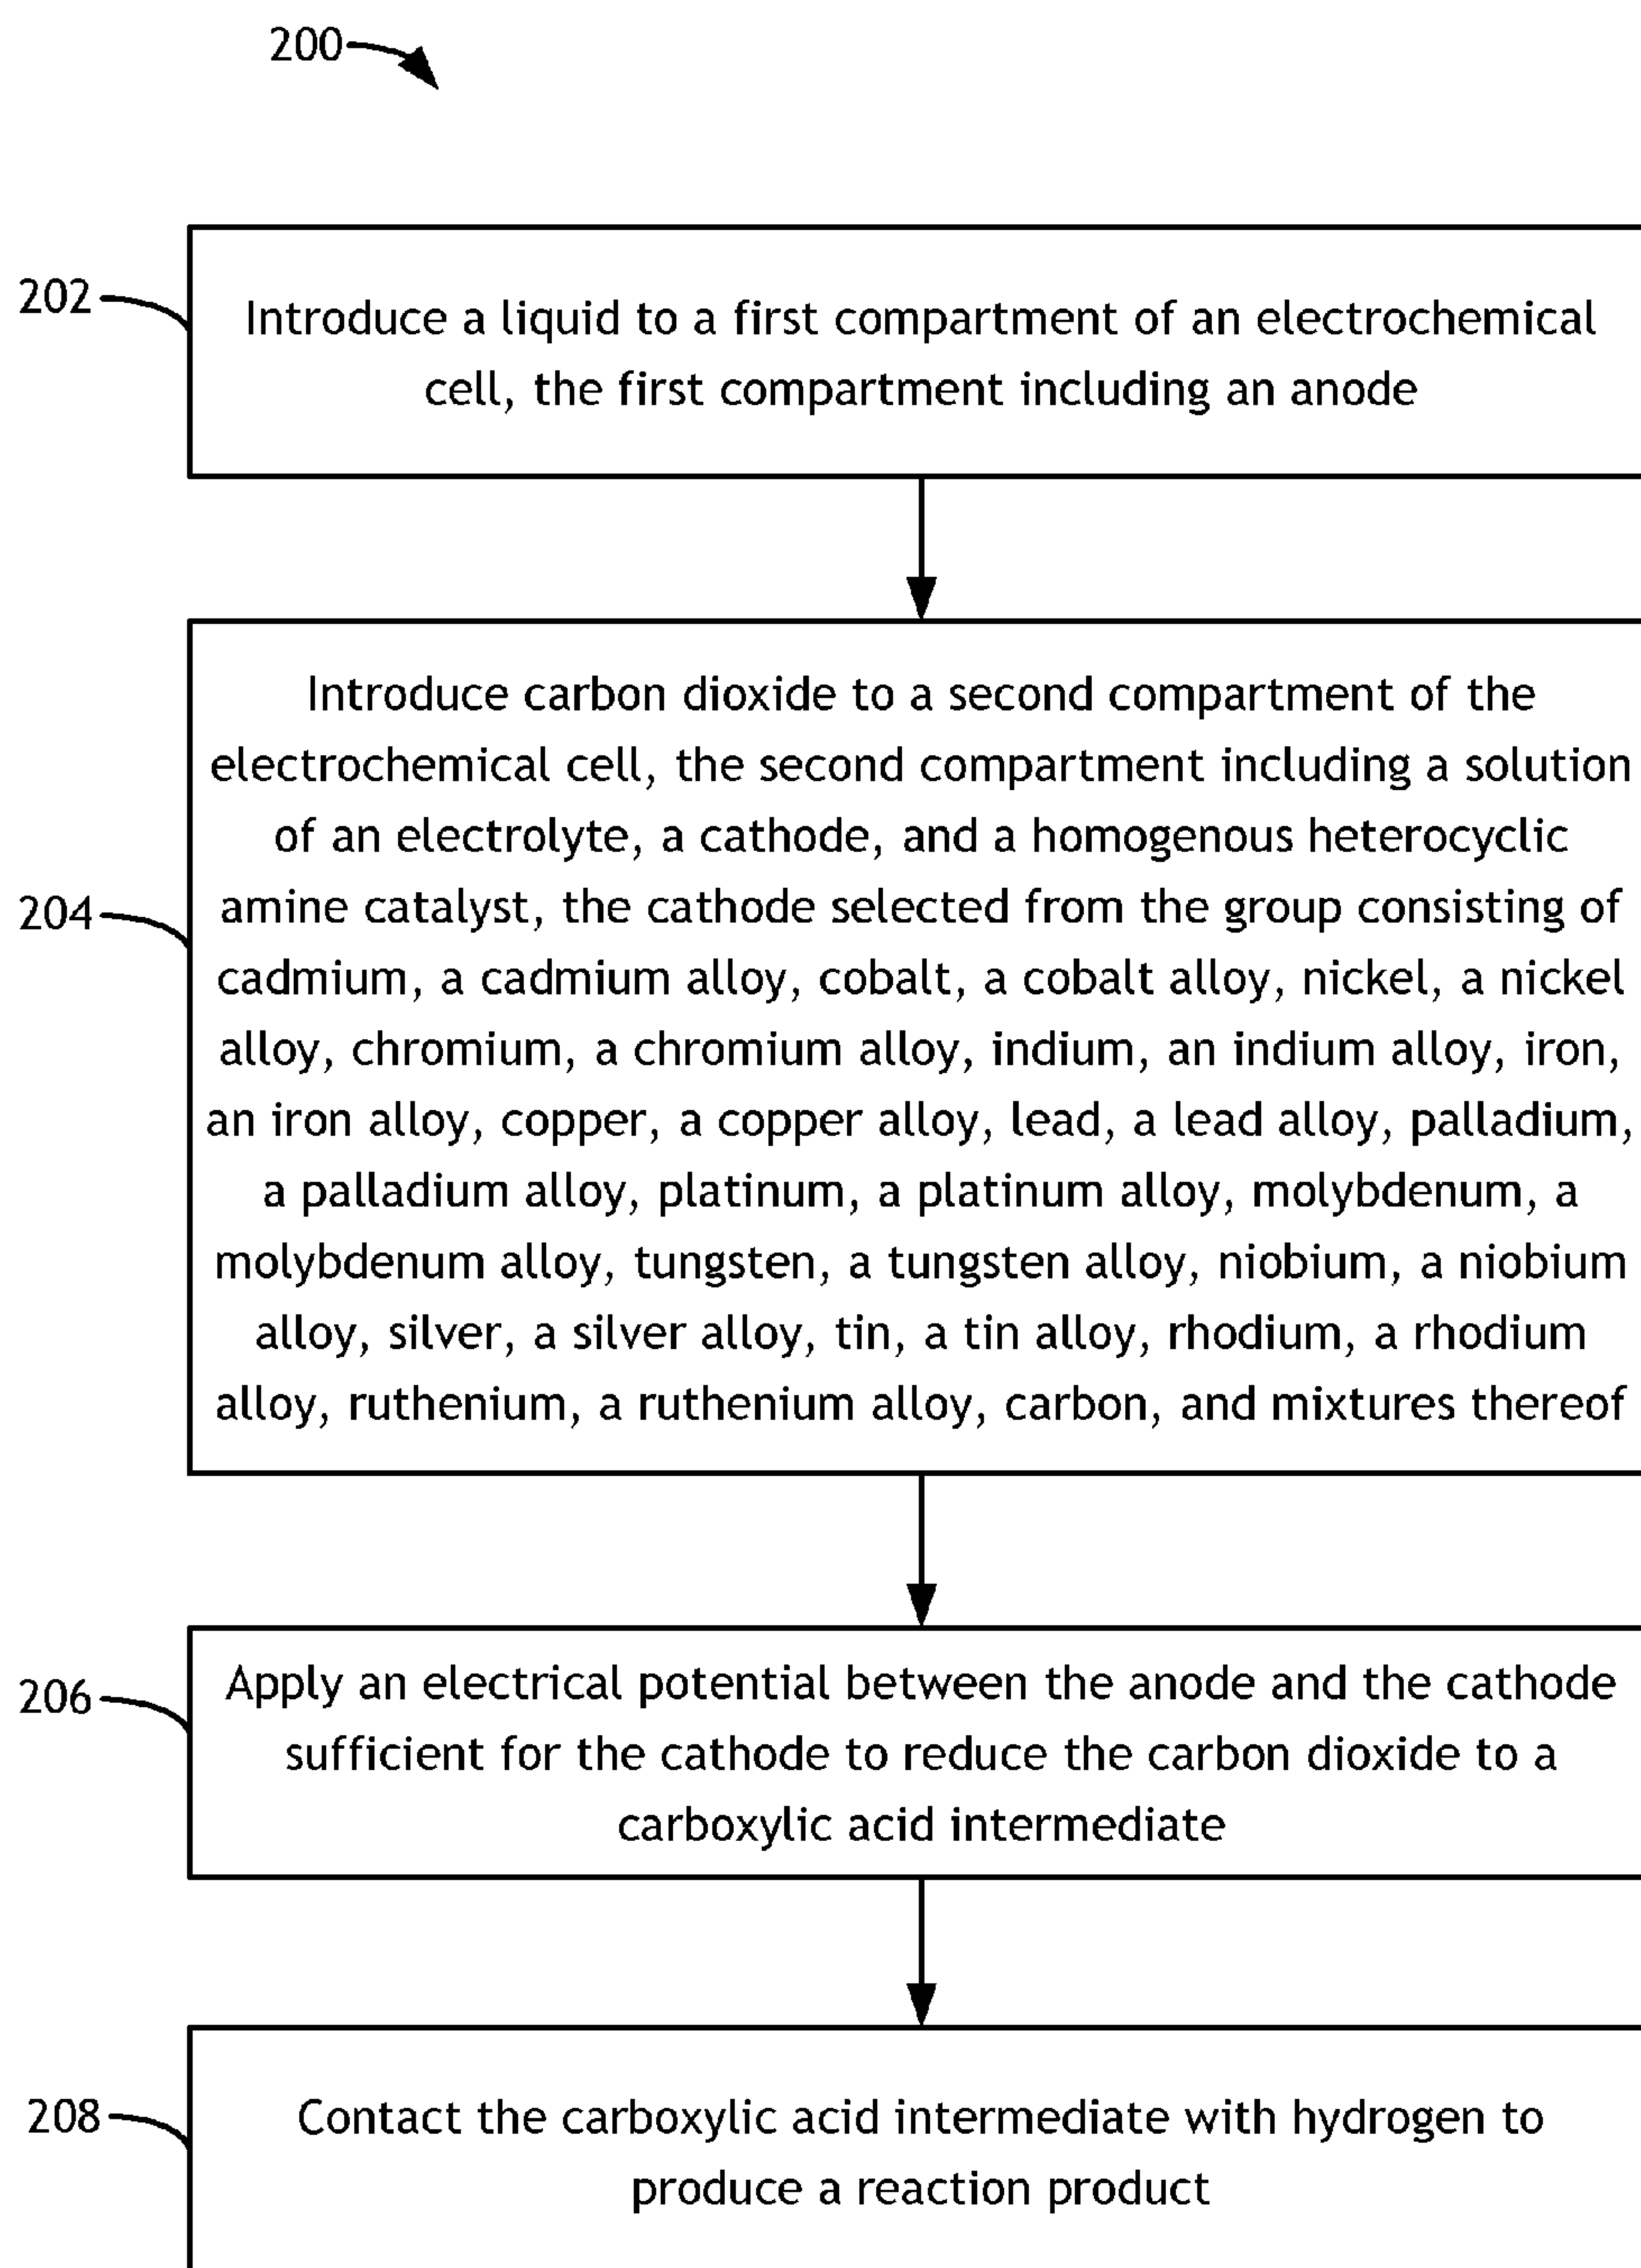 200
202
Introduce a liquid to a first compartment of an electrochemical
cell, the first compartment including an anode
204
Introduce carbon dioxide to a second compartment of the
electrochemical cell, the second compartment including a solution
of an electrolyte, a cathode, and a homogenous heterocyclic
amine catalyst, the cathode selected from the group consisting of
cadmium, a cadmium alloy, cobalt, a cobalt alloy, nickel, a nickel
alloy, chromium, a chromium alloy, indium, an indium alloy, iron,
an iron alloy, copper, a copper alloy, lead, a lead alloy, palladium,
a palladium alloy, platinum, a platinum alloy, molybdenum, a
molybdenum alloy, tungsten, a tungsten alloy, niobium, a niobium
alloy, silver, a silver alloy, tin, a tin alloy, rhodium, a rhodium
alloy, ruthenium, a ruthenium alloy, carbon, and mixtures thereof
206
Apply an electrical potential between the anode and the cathode
sufficient for the cathode to reduce the carbon dioxide to a
carboxylic acid intermediate
208
Contact the carboxylic acid intermediate with hydrogen to
produce a reaction product